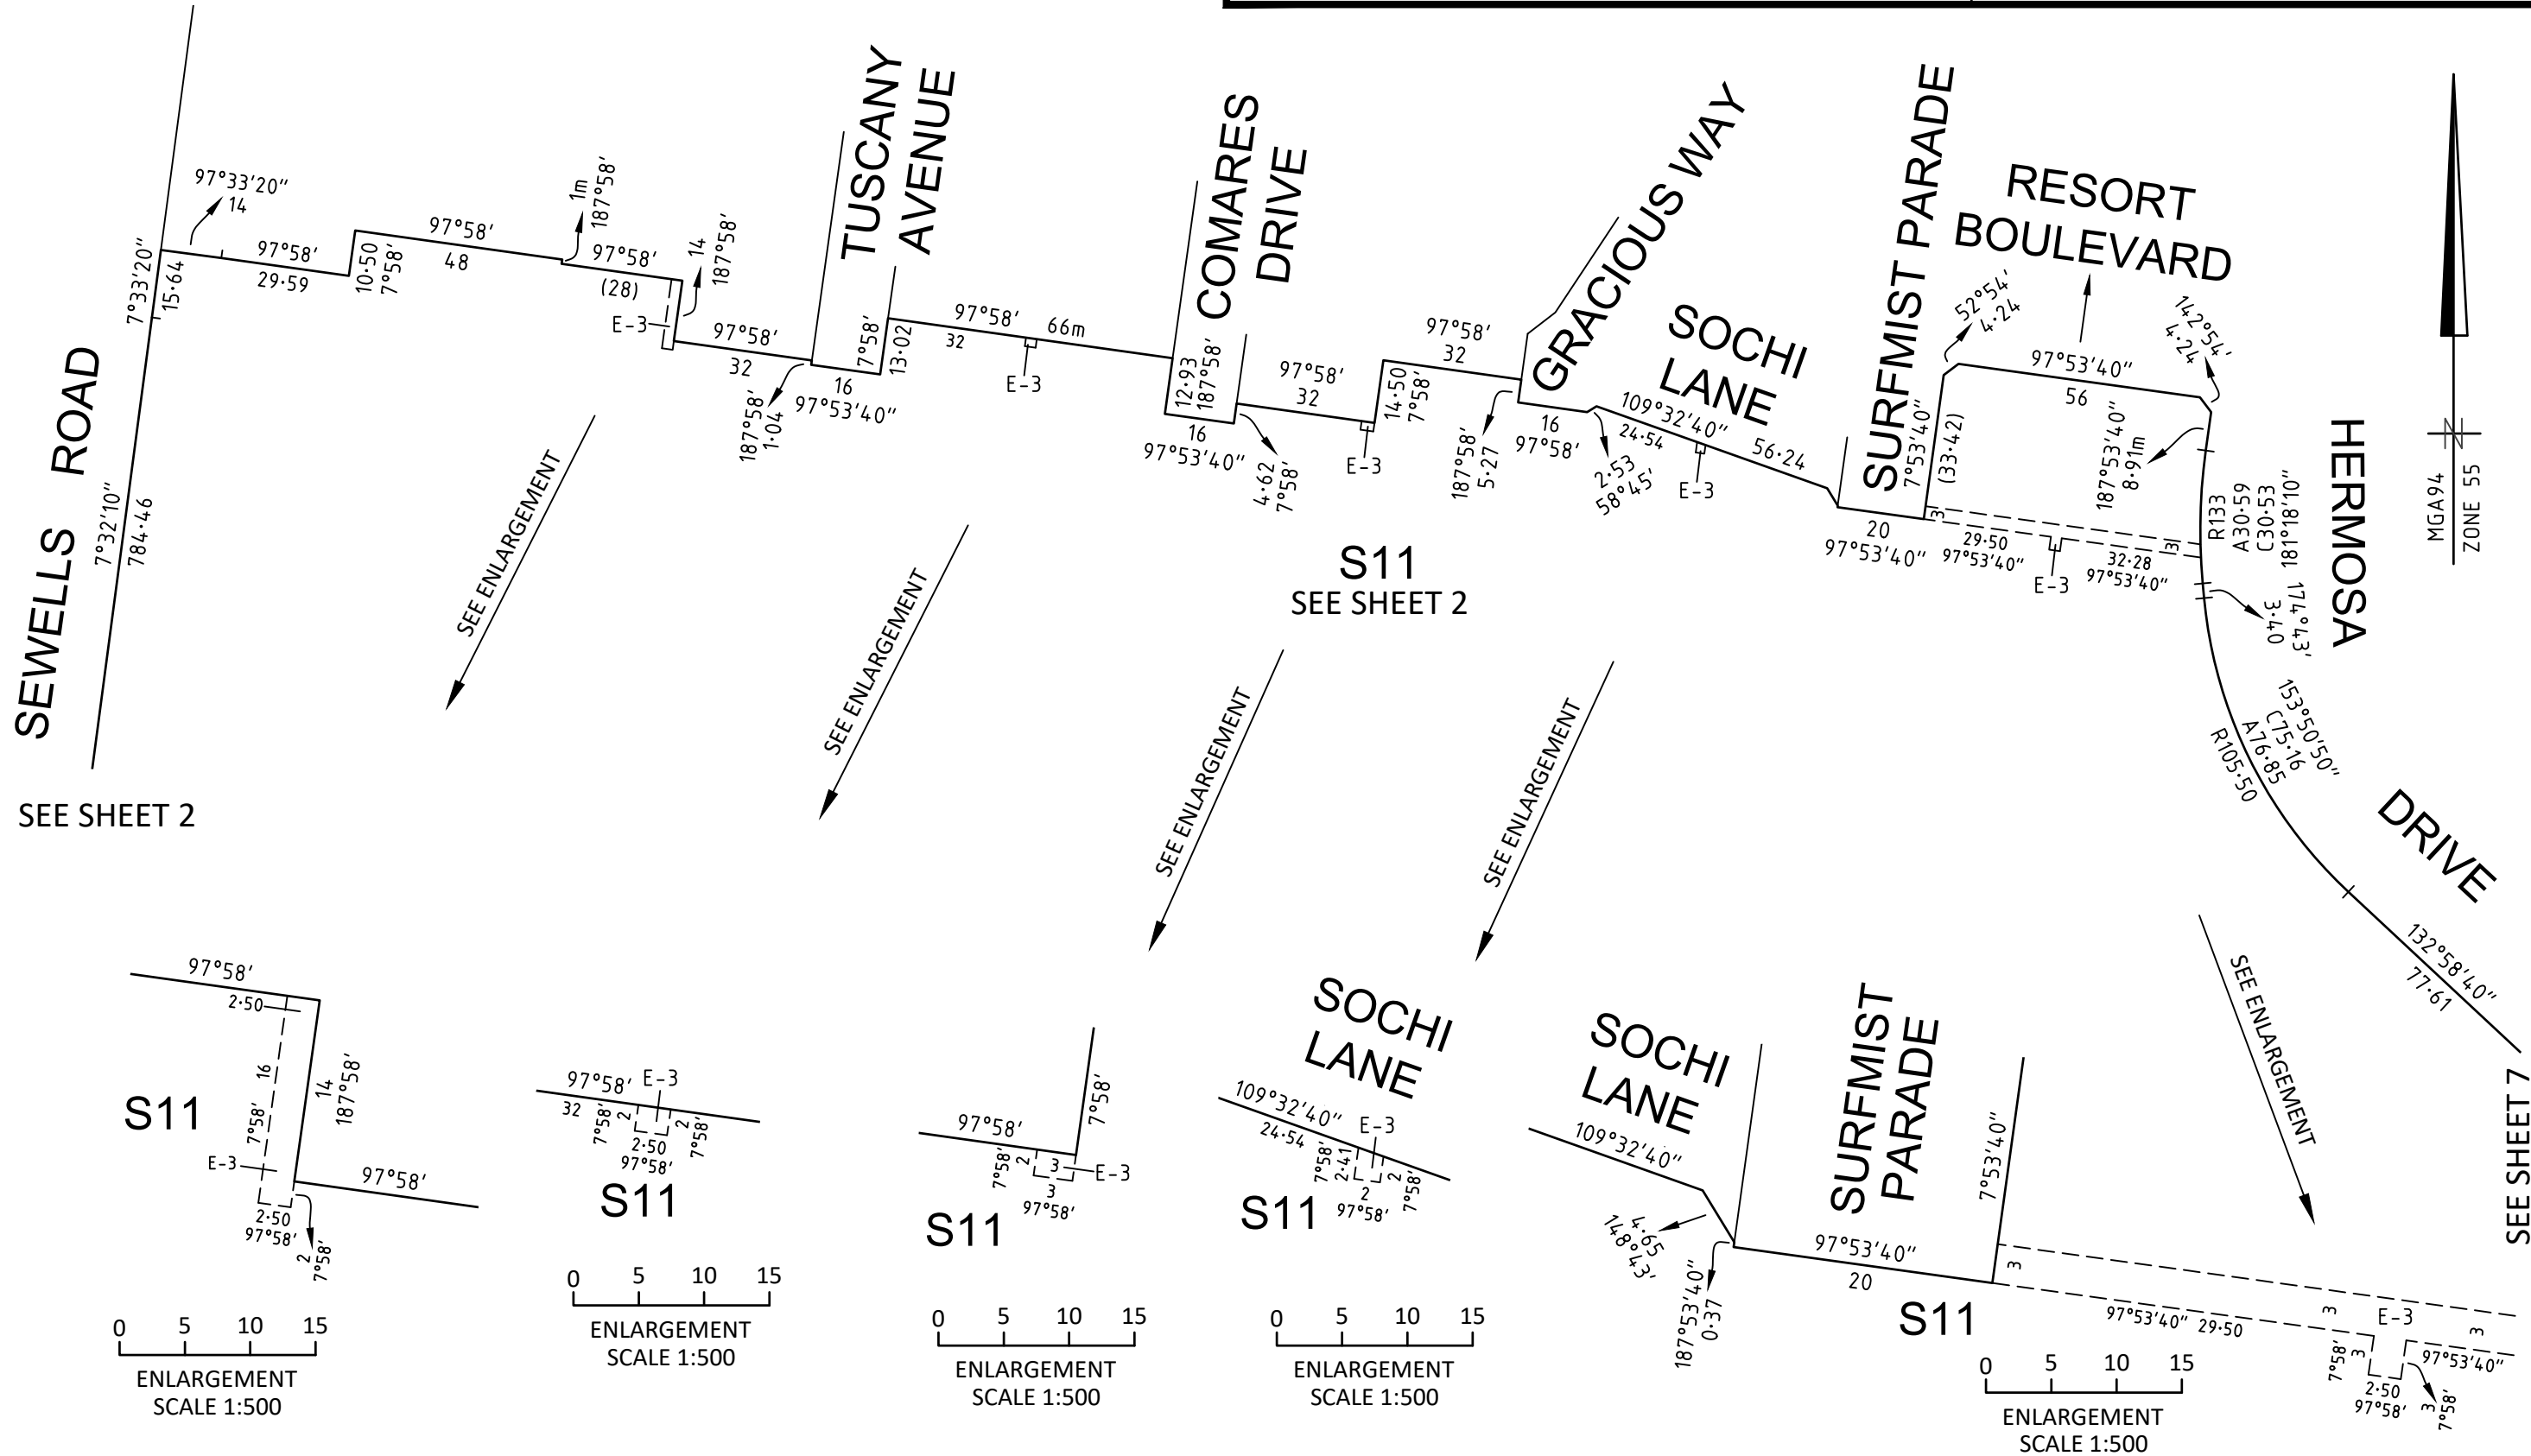 SEWELLS ROAD
7°33'20"
15·64
7°32'10"
784·46
SEE SHEET 2
97°33'20"
14
97°58'
29·59
10·50
7°58'
97°58'
48
1m
187°58'
97°58'
(28)
14
187°58'
E-3
97°58'
32
187°58'
1·04
TUSCANY
AVENUE
16
97°53'40"
7°58'
13·02
97°58' 66m
32
E-3
COMARES
DRIVE
12·93
187°58'
16
97°53'40"
4·62
7°58'
97°58'
32
E-3
14·50
7°58'
97°58'
32
GRACIOUS WAY
187°58'
5·27
16
97°58'
2·53
58°45'
SOCHI
LANE
109°32'40"
24·54
56·24
E-3
SURFMIST PARADE
20
97°53'40"
7°53'40"
(33·42)
RESORT
BOULEVARD
52°54'
4·24
97°53'40"
56
142°54'
4·24
187°53'40"
8·91m
3
29·50
97°53'40"
E-3
3
32·28
97°53'40"
R133
A30·59
C30·53
181°18'10"
174°43'
3·40
HERMOSA
DRIVE
153°50'50"
C75·16
A76·85
R105·50
132°58'40"
77·61
SEE SHEET 7
MGA94
ZONE 55
N
S11
SEE SHEET 2
SEE ENLARGEMENT
SEE ENLARGEMENT
SEE ENLARGEMENT
SEE ENLARGEMENT
SEE ENLARGEMENT
97°58'
2·50
16
7°58'
14
187°58'
S11
E-3
97°58'
2·50
97°58'
2
7°58'
0 5 10 15
ENLARGEMENT
SCALE 1:500
97°58' E-3
32
7°58'
2
2·50
97°58'
2
7°58'
S11
0 5 10 15
ENLARGEMENT
SCALE 1:500
97°58'
7°58'
7°58'
2
3
E-3
3
97°58'
S11
0 5 10 15
ENLARGEMENT
SCALE 1:500
SOCHI
LANE
109°32'40"
24·54
E-3
7°58'
2·41
2
97°58'
2
7°58'
S11
0 5 10 15
ENLARGEMENT
SCALE 1:500
SOCHI
LANE
109°32'40"
4·65
148°43'
187°53'40"
0·37
SURFMIST
PARADE
97°53'40"
20
7°53'40"
3
S11
97°53'40" 29·50
3
E-3
3
7°58'
3
2·50
97°58'
97°53'40"
3
7°58'
0 5 10 15
ENLARGEMENT
SCALE 1:500